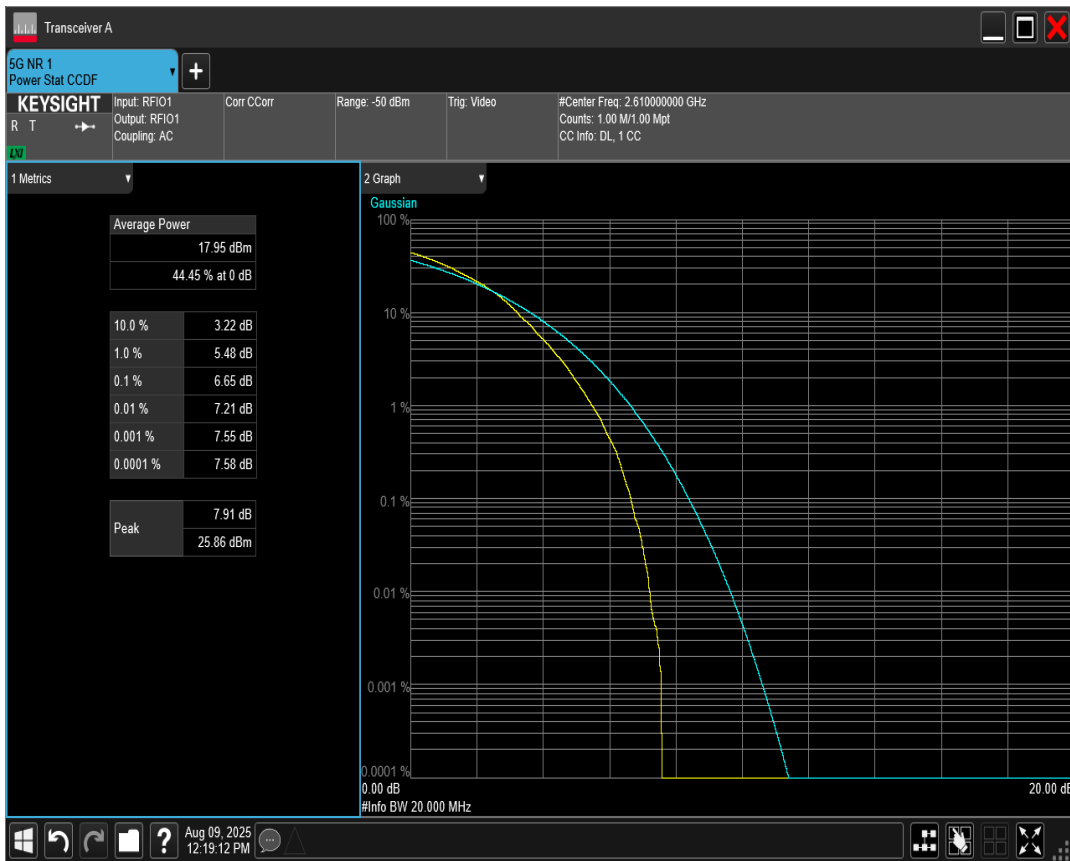 Transceiver A
5G NR 1
Power Stat CCDF
+
KEYSIGHT
R T
LXI
Input: RFIO1
Output: RFIO1
Coupling: AC
Corr CCorr
Range: -50 dBm
Trig: Video
#Center Freq: 2.610000000 GHz
Counts: 1.00 M/1.00 Mpt
CC Info: DL, 1 CC
1 Metrics
Average Power
17.95 dBm
44.45 % at 0 dB
10.0 % 3.22 dB
1.0 % 5.48 dB
0.1 % 6.65 dB
0.01 % 7.21 dB
0.001 % 7.55 dB
0.0001 % 7.58 dB
Peak
7.91 dB
25.86 dBm
2 Graph
Gaussian
100 %
10 %
1 %
0.1 %
0.01 %
0.001 %
0.0001 %
0.00 dB 20.00 dB
#Info BW 20.000 MHz
?
Aug 09, 2025
12:19:12 PM